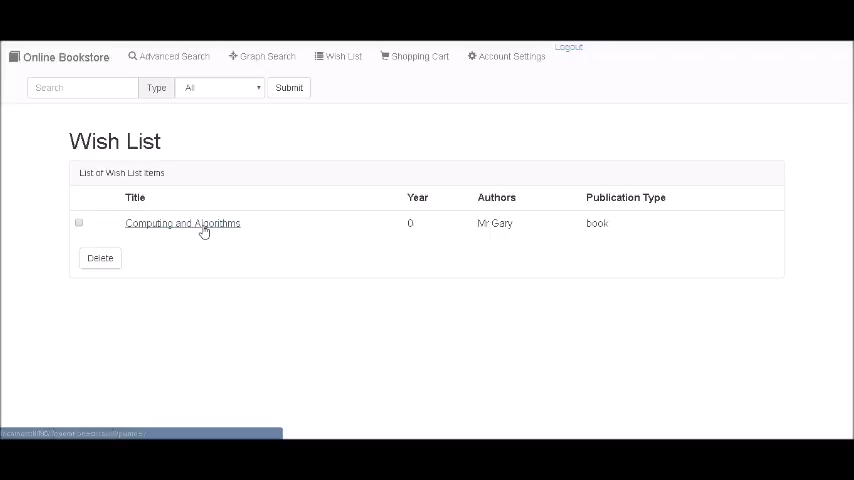 Online Bookstore Advanced Search Graph Search Wish List Shopping Cart Account Settings Logout
Search Type All Submit
Wish List
List of Wish List Items
Title Year Authors Publication Type
Computing and Algorithms 0 Mr Gary book
Delete